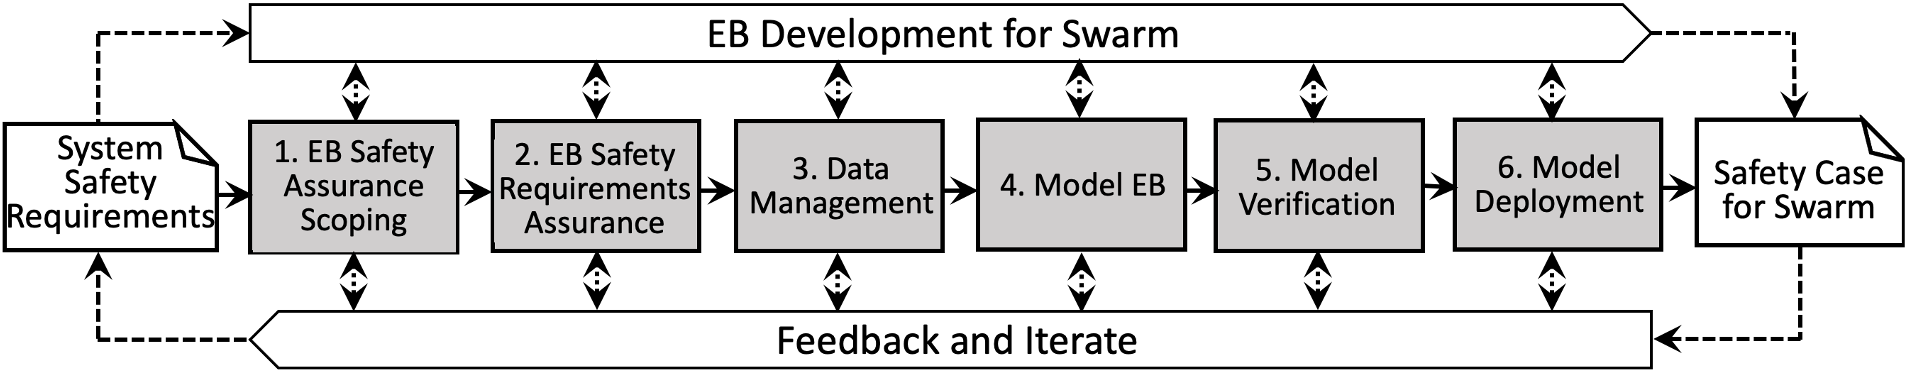 EB Development for Swarm
System
Safety
Requirements
1. EB Safety
Assurance
Scoping
2. EB Safety
Requirements
Assurance
3. Data
Management
4. Model EB
5. Model
Verification
6. Model
Deployment
Safety Case
for Swarm
Feedback and Iterate